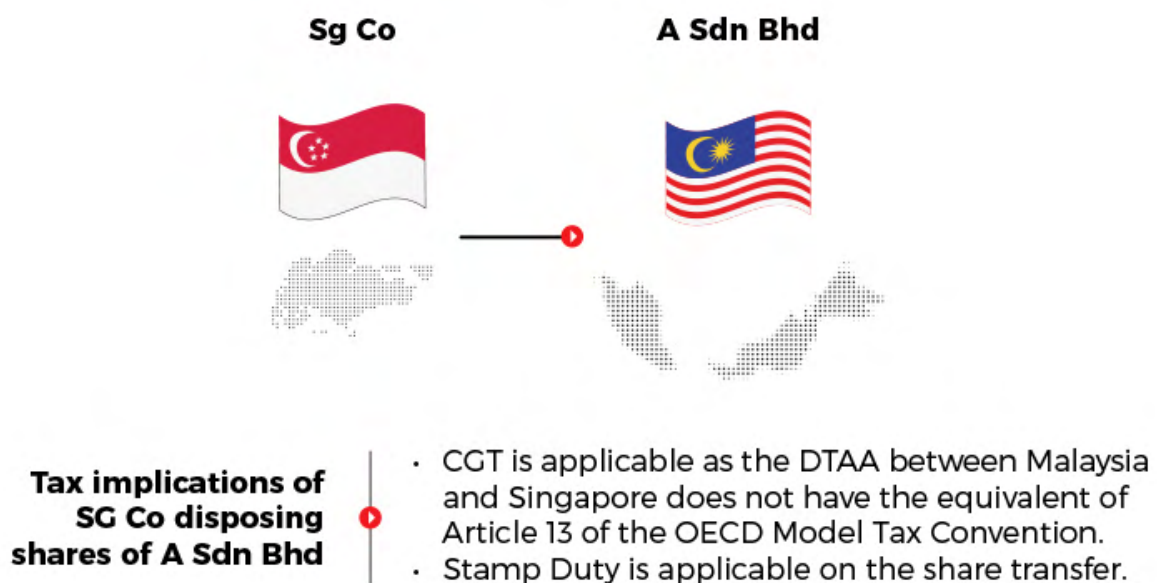 Sg Co
A Sdn Bhd
Tax implications of
SG Co disposing
shares of A Sdn Bhd
· CGT is applicable as the DTAA between Malaysia
and Singapore does not have the equivalent of
Article 13 of the OECD Model Tax Convention.
· Stamp Duty is applicable on the share transfer.